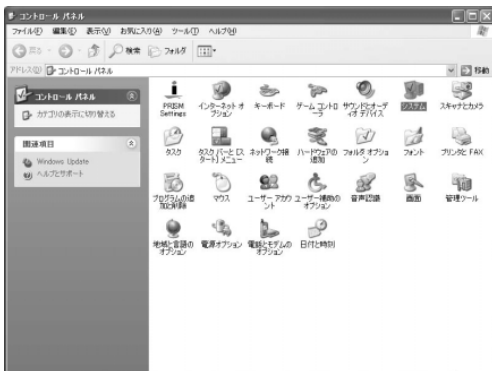 コントロール パネル
ファイル(F) 編集(E) 表示(V) お気に入り(A) ツール(T) ヘルプ(H)
戻る 検索 フォルダ
アドレス(D) コントロール パネル 移動
コントロール パネル
カテゴリの表示に切り替える
関連項目
Windows Update
ヘルプとサポート
PRISM Settings
インターネット オプション
キーボード
ゲーム コントローラ
サウンドとオーディオ デバイス
システム
スキャナとカメラ
タスク
タスク バーと [スタート] メニュー
ネットワーク接続
ハードウェアの追加
フォルダ オプション
フォント
プリンタと FAX
プログラムの追加と削除
マウス
ユーザー アカウント
ユーザー補助のオプション
音声認識
画面
管理ツール
地域と言語のオプション
電源オプション
電話とモデムのオプション
日付と時刻